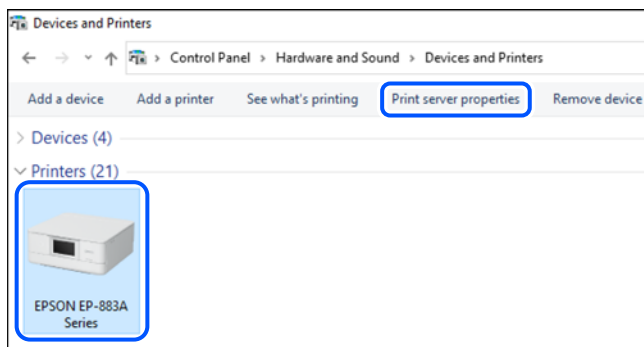 Devices and Printers
Control Panel > Hardware and Sound > Devices and Printers
Add a device Add a printer See what's printing Print server properties Remove device
Devices (4)
Printers (21)
EPSON EP-883A
Series